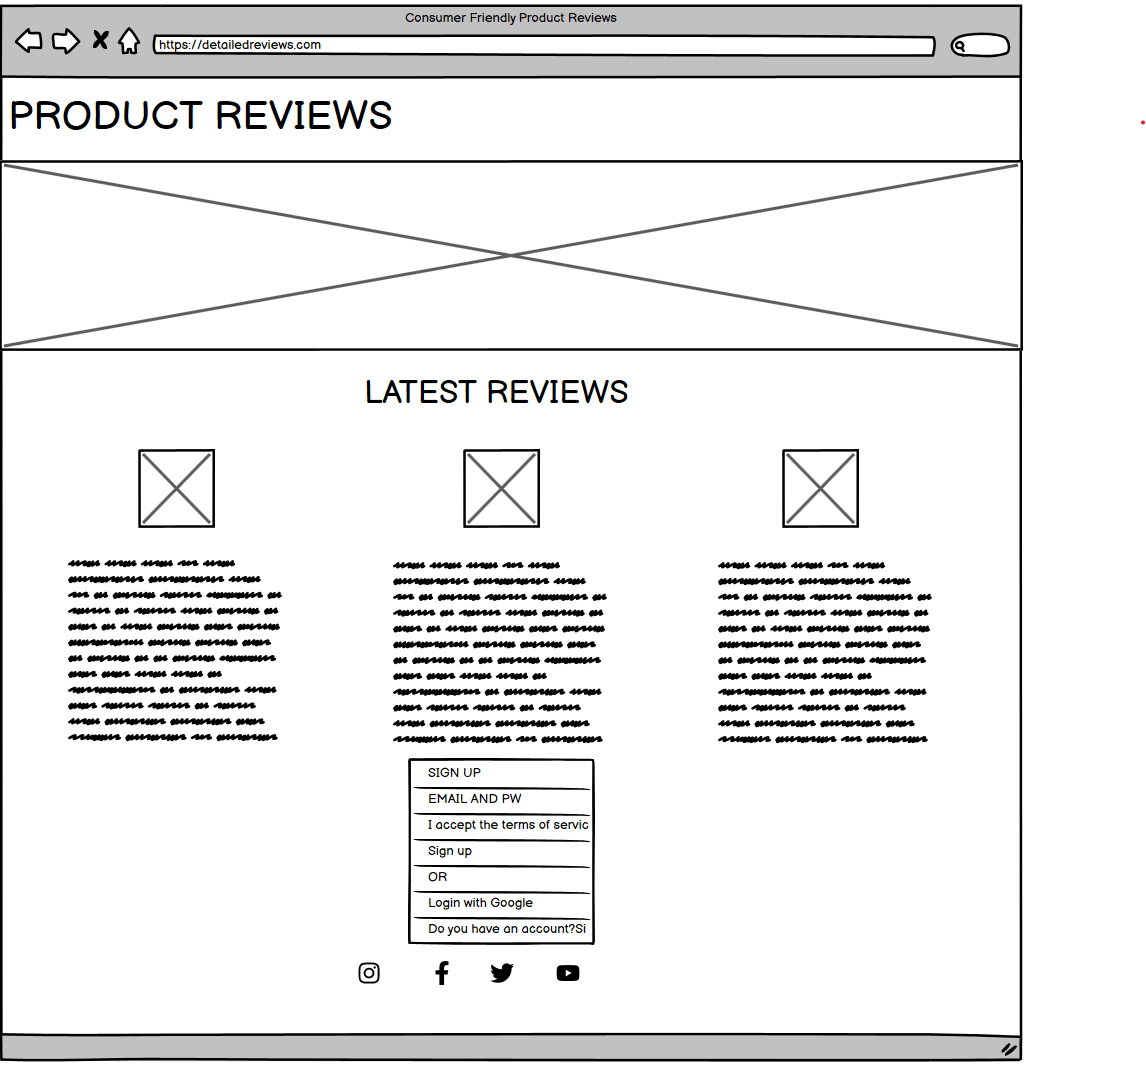 Consumer Friendly Product Reviews
https://detailedreviews.com
PRODUCT REVIEWS
LATEST REVIEWS
SIGN UP
EMAIL AND PW
I accept the terms of servic
Sign up
OR
Login with Google
Do you have an account?Si